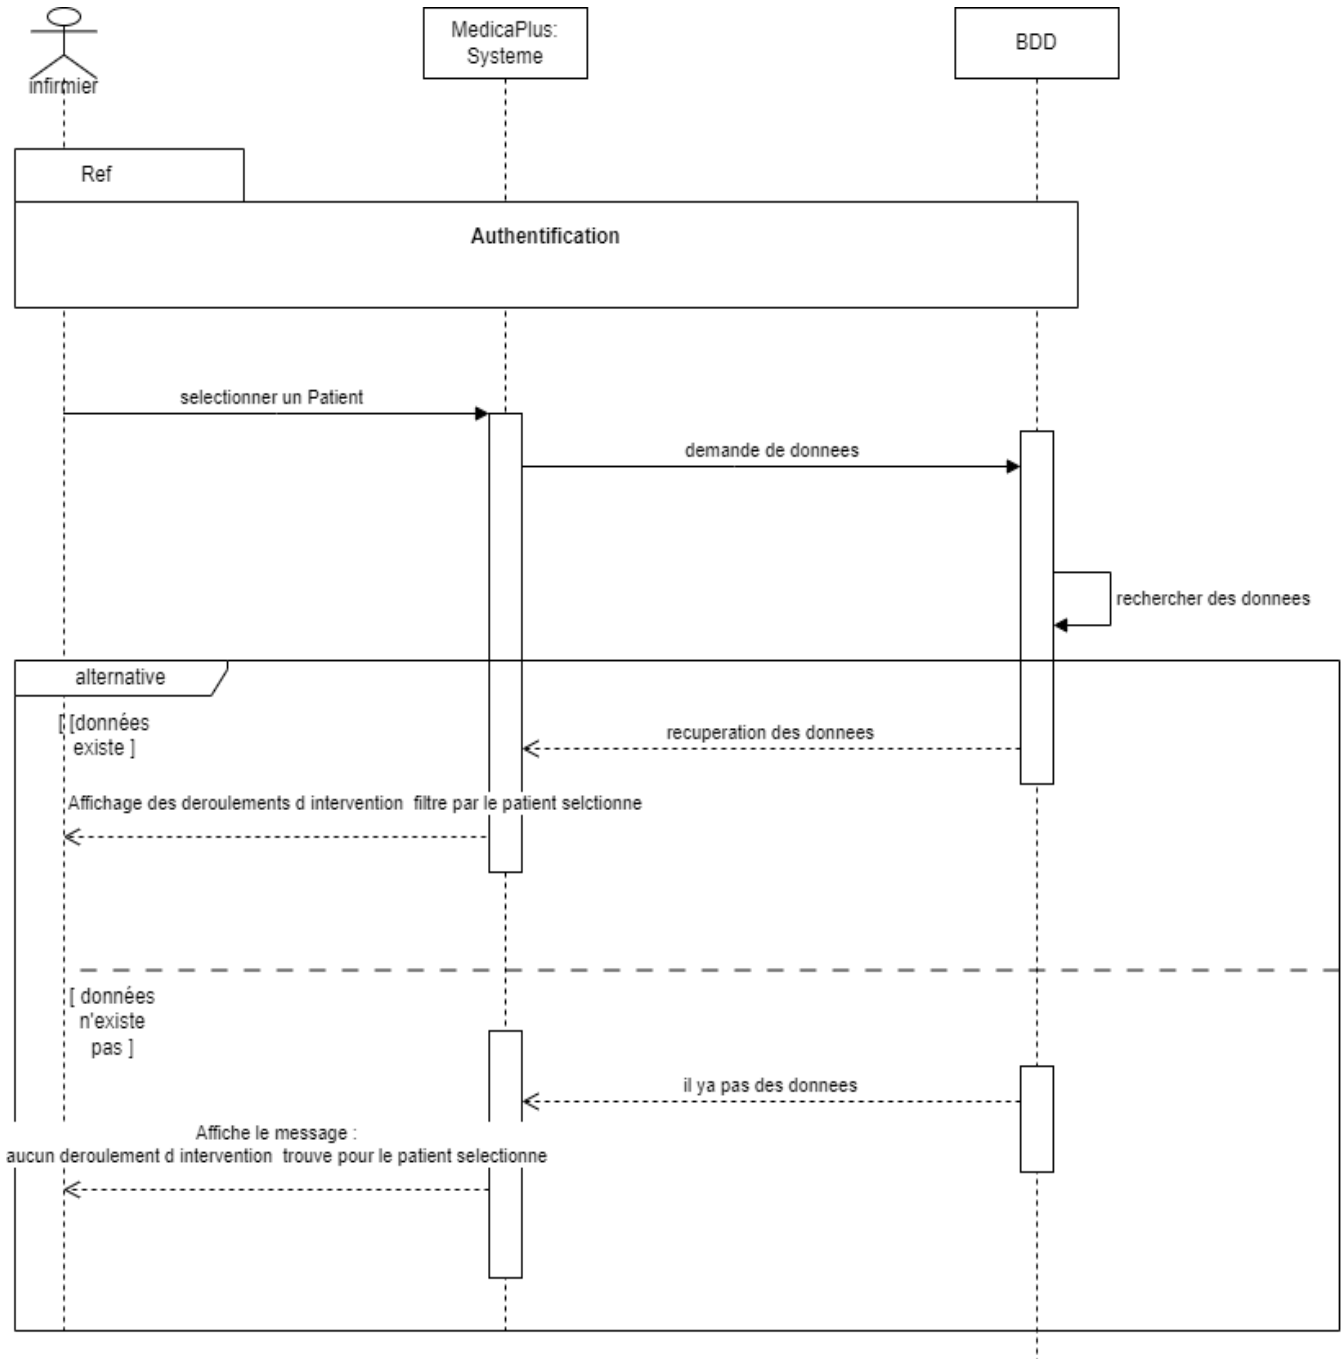 infirmier
MedicaPlus:
Systeme
BDD
Ref
Authentification
selectionner un Patient
demande de donnees
rechercher des donnees
alternative
[ [données
existe ]
recuperation des donnees
Affichage des deroulements d intervention filtre par le patient selctionne
[ données
n'existe
pas ]
il ya pas des donnees
Affiche le message :
aucun deroulement d intervention trouve pour le patient selectionne